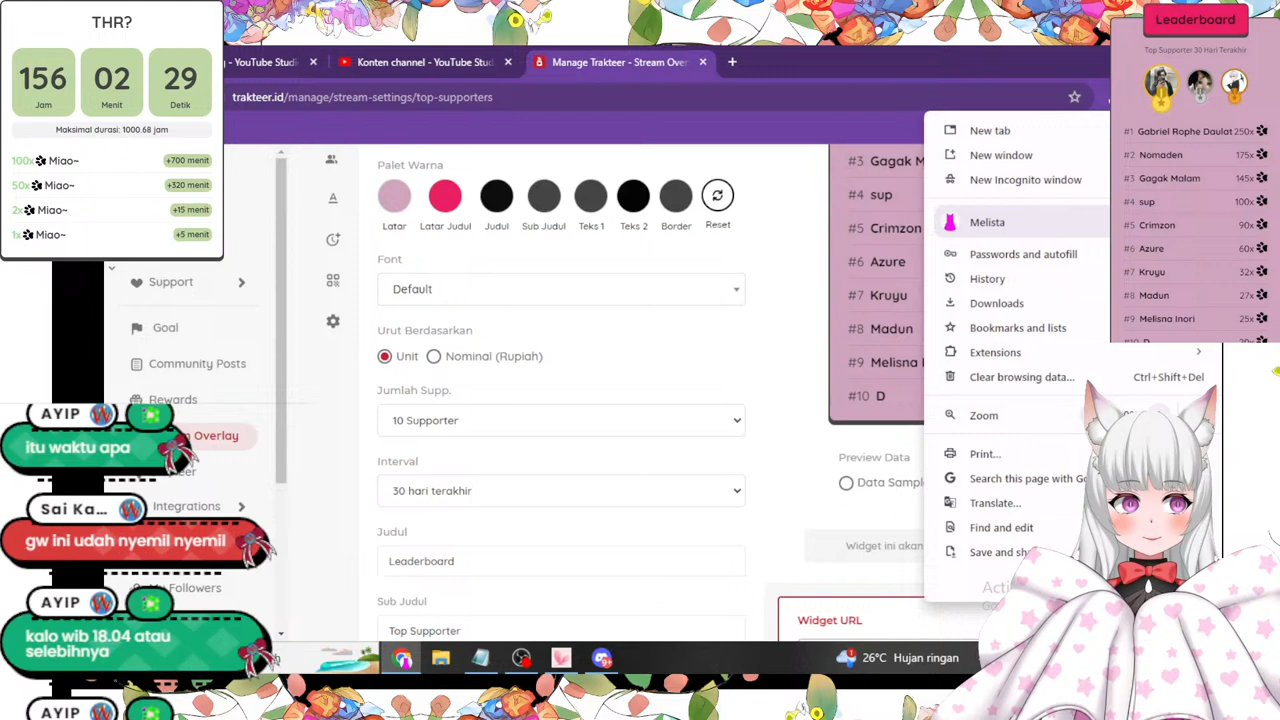 THR?
156
02
29
Jam
Menit
Detik
Maksimal durasi: 1000.68 jam
100x Miao~ +700 menit
50x Miao~ +320 menit
2x Miao~ +15 menit
1x Miao~ +5 menit
g - YouTube Studi
Konten channel - YouTube Stud
Manage Trakteer - Stream Over
trakteer.id/manage/stream-settings/top-supporters
Support
Goal
Community Posts
Rewards
Overlay
Integrations
My Followers
Palet Warna
Latar
Latar Judul
Judul
Sub Judul
Teks 1
Teks 2
Border
Reset
Font
Default
Urut Berdasarkan
Unit
Nominal (Rupiah)
Jumlah Supp.
10 Supporter
Interval
30 hari terakhir
Judul
Leaderboard
Sub Judul
Top Supporter
#3 Gagak M
#4 sup
#5 Crimzon
#6 Azure
#7 Kruyu
#8 Madun
#9 Melisna
#10 D
Preview Data
Data Sampl
Widget ini akan
Widget URL
New tab
New window
New Incognito window
Melista
Passwords and autofill
History
Downloads
Bookmarks and lists
Extensions
Clear browsing data...
Ctrl+Shift+Del
Zoom
Print...
Search this page with Go
Translate...
Find and edit
Save and sh
Acti
Leaderboard
Top Supporter 30 Hari Terakhir
#1 Gabriel Rophe Daulat 250x
#2 Nomaden 175x
#3 Gagak Malam 145x
#4 sup 100x
#5 Crimzon 90x
#6 Azure 60x
#7 Kruyu 32x
#8 Madun 27x
#9 Melisna Inori 25x
AYIP
itu waktu apa
Sai Ka...
gw ini udah nyemil nyemil
AYIP
kalo wib 18.04 atau
selebihnya
AYIP
26°C Hujan ringan